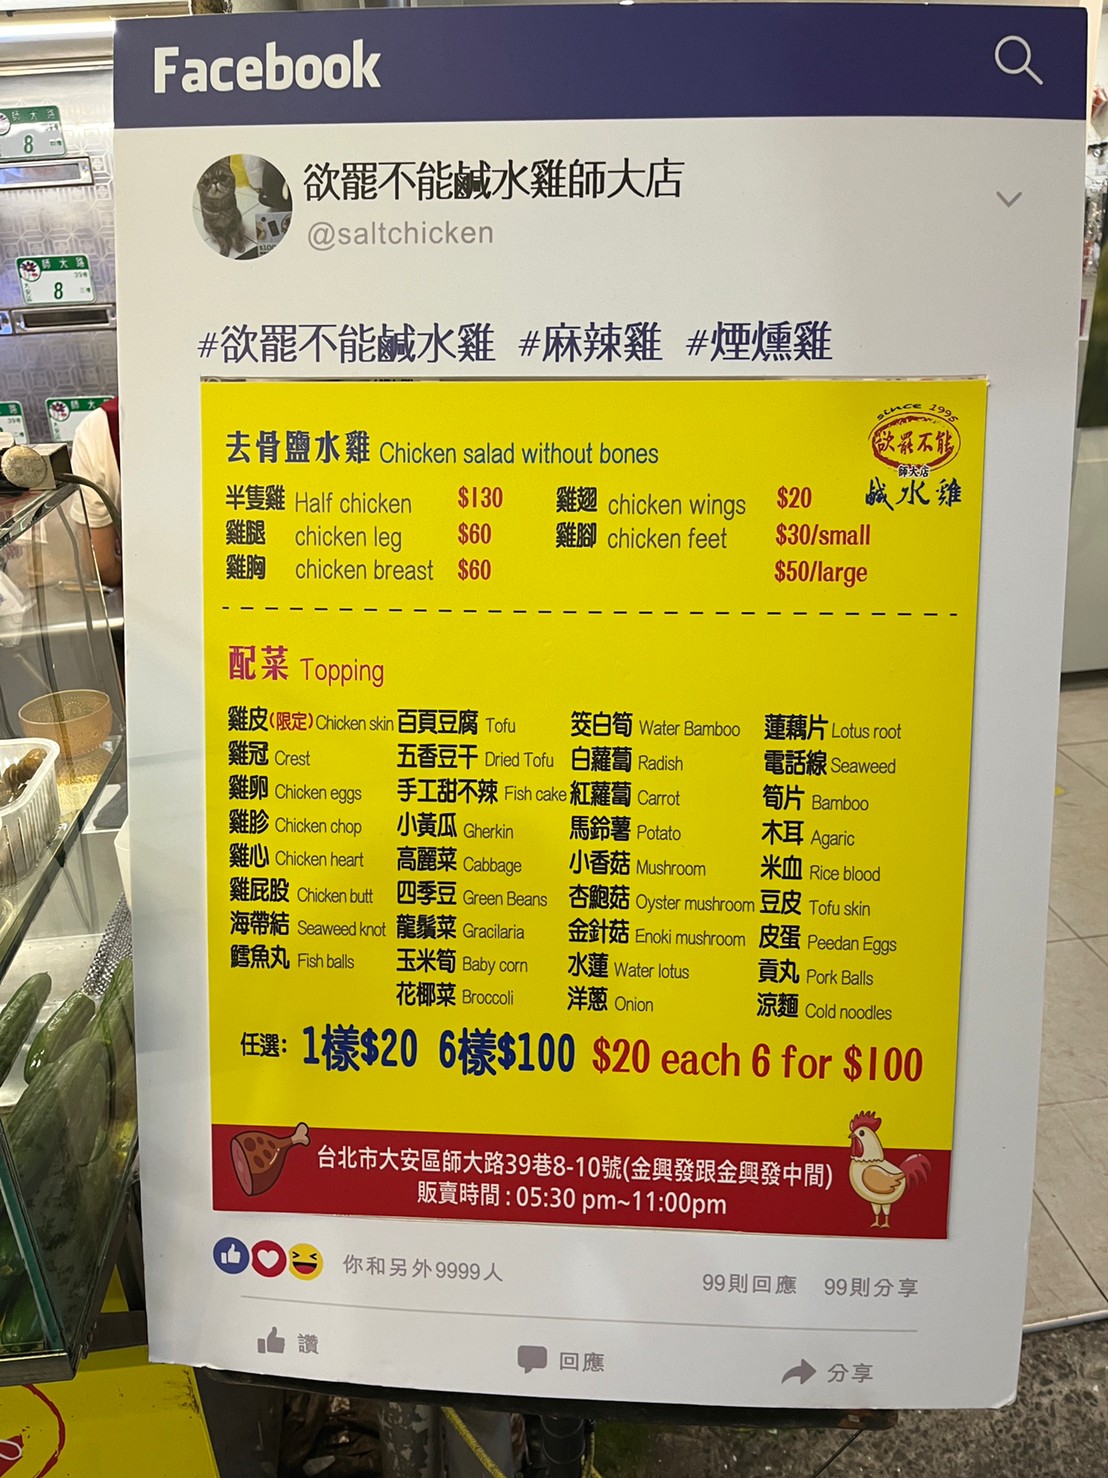 Facebook
欲罷不能鹹水雞師大店
@saltchicken
#欲罷不能鹹水雞 #麻辣雞 #煙燻雞
since 1995
欲罷不能
師大店
鹹水雞
去骨鹽水雞 Chicken salad without bones
半隻雞 Half chicken $130 雞翅 chicken wings $20
雞腿 chicken leg $60 雞腳 chicken feet $30/small
雞胸 chicken breast $60 $50/large
配菜 Topping
雞皮(限定) Chicken skin 百頁豆腐 Tofu 筊白筍 Water Bamboo 蓮藕片 Lotus root
雞冠 Crest 五香豆干 Dried Tofu 白蘿蔔 Radish 電話線 Seaweed
雞卵 Chicken eggs 手工甜不辣 Fish cake 紅蘿蔔 Carrot 筍片 Bamboo
雞胗 Chicken chop 小黃瓜 Gherkin 馬鈴薯 Potato 木耳 Agaric
雞心 Chicken heart 高麗菜 Cabbage 小香菇 Mushroom 米血 Rice blood
雞屁股 Chicken butt 四季豆 Green Beans 杏鮑菇 Oyster mushroom 豆皮 Tofu skin
海帶結 Seaweed knot 龍鬚菜 Gracilaria 金針菇 Enoki mushroom 皮蛋 Peedan Eggs
鱈魚丸 Fish balls 玉米筍 Baby corn 水蓮 Water lotus 貢丸 Pork Balls
花椰菜 Broccoli 洋蔥 Onion 涼麵 Cold noodles
任選: 1樣$20 6樣$100 $20 each 6 for $100
台北市大安區師大路39巷8-10號(金興發跟金興發中間)
販賣時間：05:30 pm~11:00pm
你和另外9999人 99則回應 99則分享
讚 回應 分享
師大路
8
師大路
39巷
8